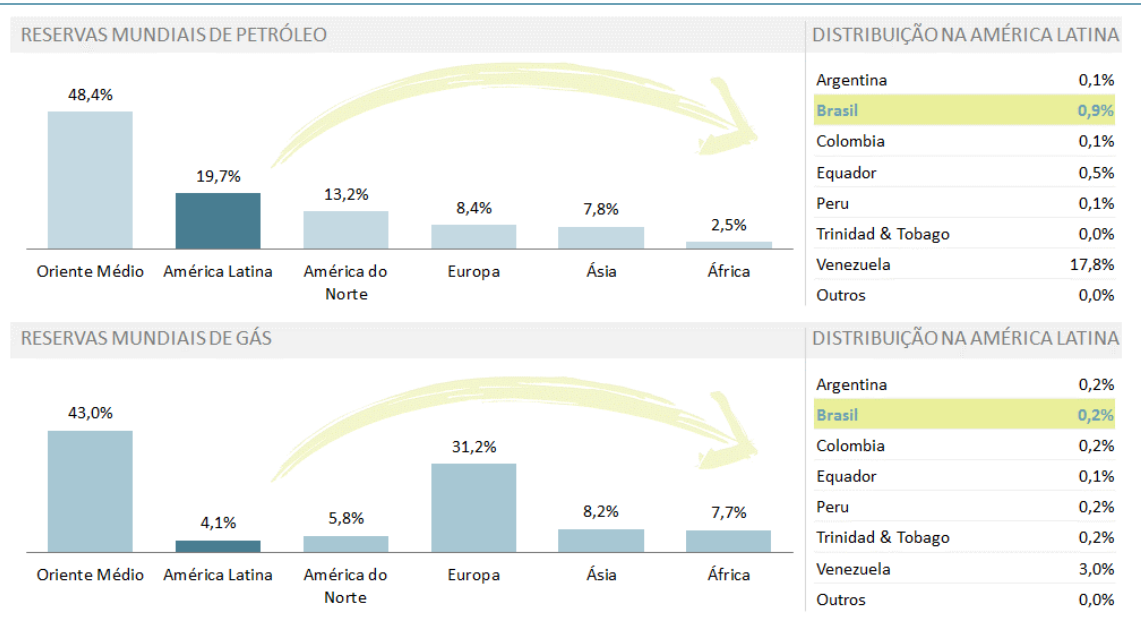 RESERVAS MUNDIAIS DE PETRÓLEO
48,4%
19,7%
13,2%
8,4%
7,8%
2,5%
Oriente Médio
América Latina
América do
Norte
Europa
Ásia
África
DISTRIBUIÇÃO NA AMÉRICA LATINA
Argentina 0,1%
Brasil 0,9%
Colombia 0,1%
Equador 0,5%
Peru 0,1%
Trinidad & Tobago 0,0%
Venezuela 17,8%
Outros 0,0%
RESERVAS MUNDIAIS DE GÁS
43,0%
4,1%
5,8%
31,2%
8,2%
7,7%
Oriente Médio
América Latina
América do
Norte
Europa
Ásia
África
DISTRIBUIÇÃO NA AMÉRICA LATINA
Argentina 0,2%
Brasil 0,2%
Colombia 0,2%
Equador 0,1%
Peru 0,2%
Trinidad & Tobago 0,2%
Venezuela 3,0%
Outros 0,0%